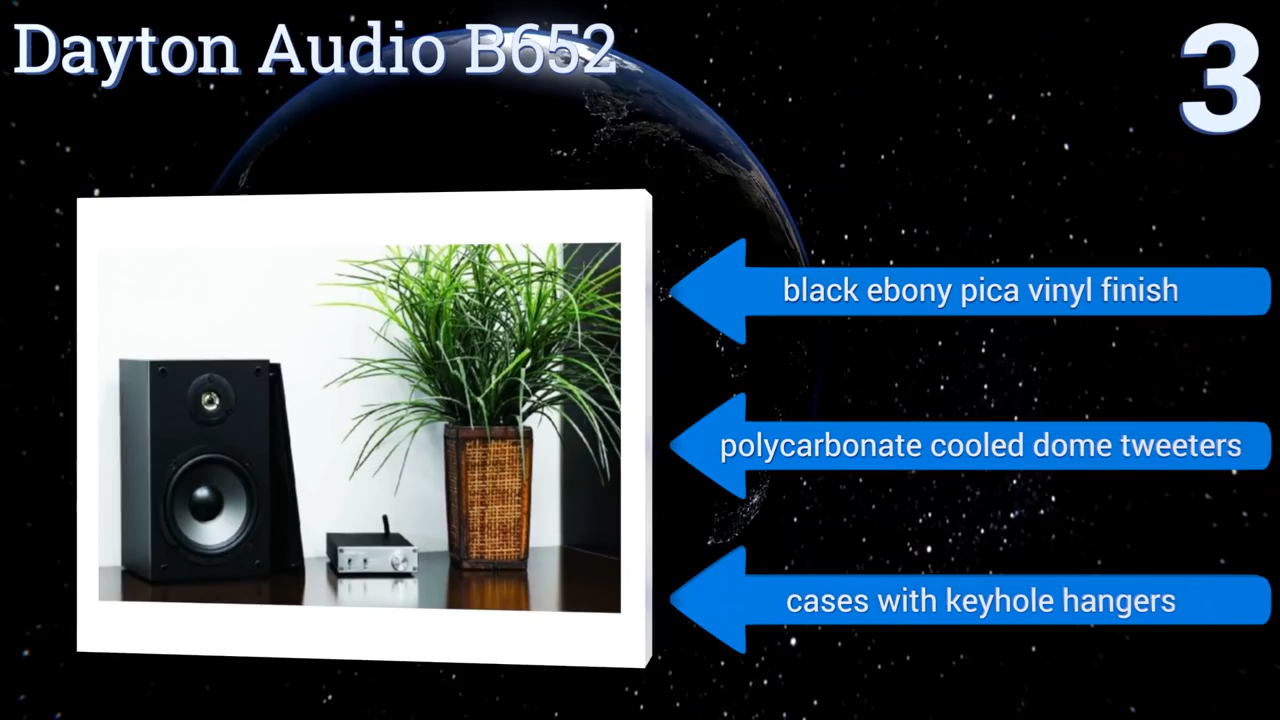 Dayton Audio B652
3
black ebony pica vinyl finish
polycarbonate cooled dome tweeters
cases with keyhole hangers